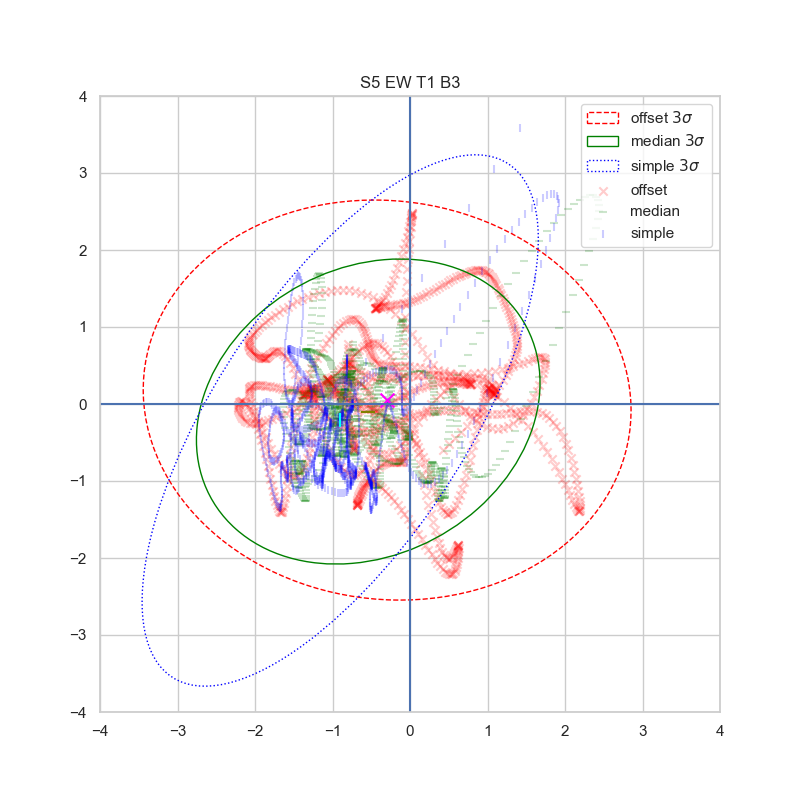 S5 EW T1 B3
4
3
2
1
0
−1
−2
−3
−4
−4
−3
−2
−1
0
1
2
3
4
offset 3σ
median 3σ
simple 3σ
offset
median
simple